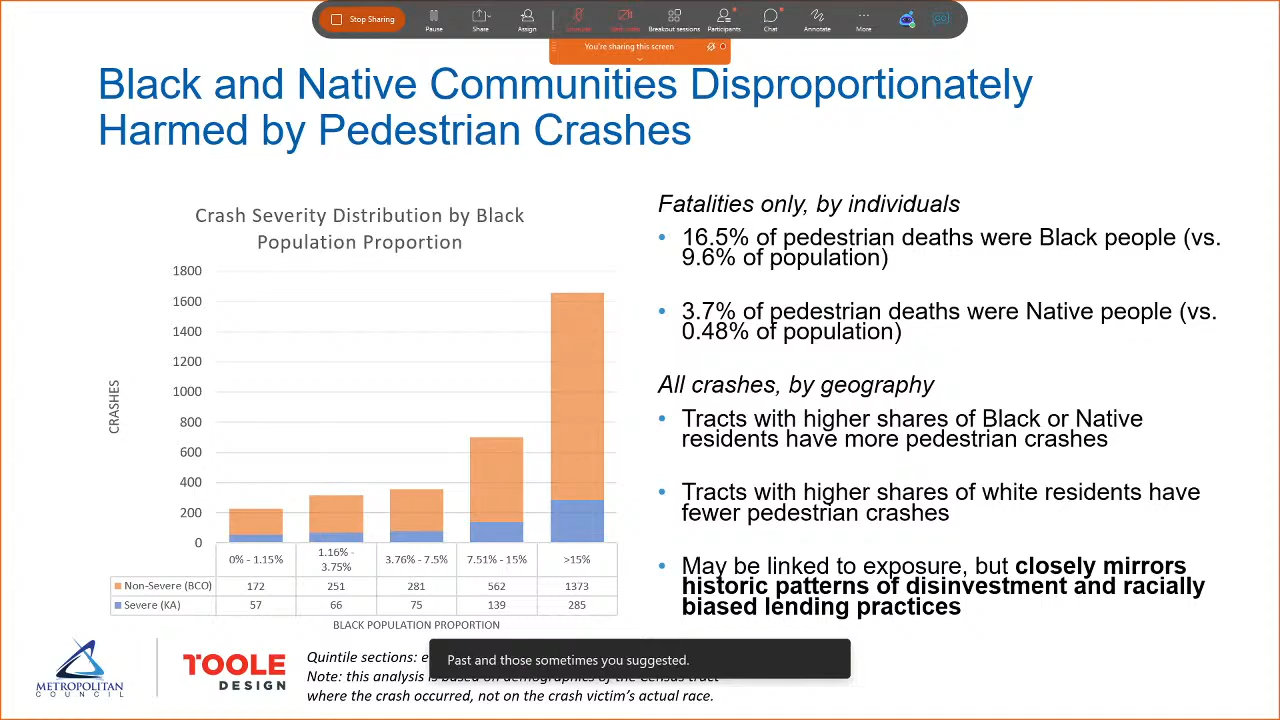 Stop Sharing
Pause
Share
Assign
Breakout sessions
Participants
Chat
Annotate
More
You're sharing this screen
Black and Native Communities Disproportionately
Harmed by Pedestrian Crashes
Crash Severity Distribution by Black
Population Proportion
1800
1600
1400
1200
1000
800
600
400
200
0
CRASHES
0% - 1.15% 1.16% - 3.76% - 7.5% 7.51% - 15% >15%
3.75%
Non-Severe (BCO) 172 251 281 562 1373
Severe (KA) 57 66 75 139 285
BLACK POPULATION PROPORTION
Fatalities only, by individuals
• 16.5% of pedestrian deaths were Black people (vs.
9.6% of population)
• 3.7% of pedestrian deaths were Native people (vs.
0.48% of population)
All crashes, by geography
• Tracts with higher shares of Black or Native
residents have more pedestrian crashes
• Tracts with higher shares of white residents have
fewer pedestrian crashes
• May be linked to exposure, but closely mirrors
historic patterns of disinvestment and racially
biased lending practices
METROPOLITAN
COUNCIL
TOOLE
DESIGN
Quintile sections:
Note: this analysis is based on demographics of the Census tract
where the crash occurred, not on the crash victim's actual race.
Past and those sometimes you suggested.